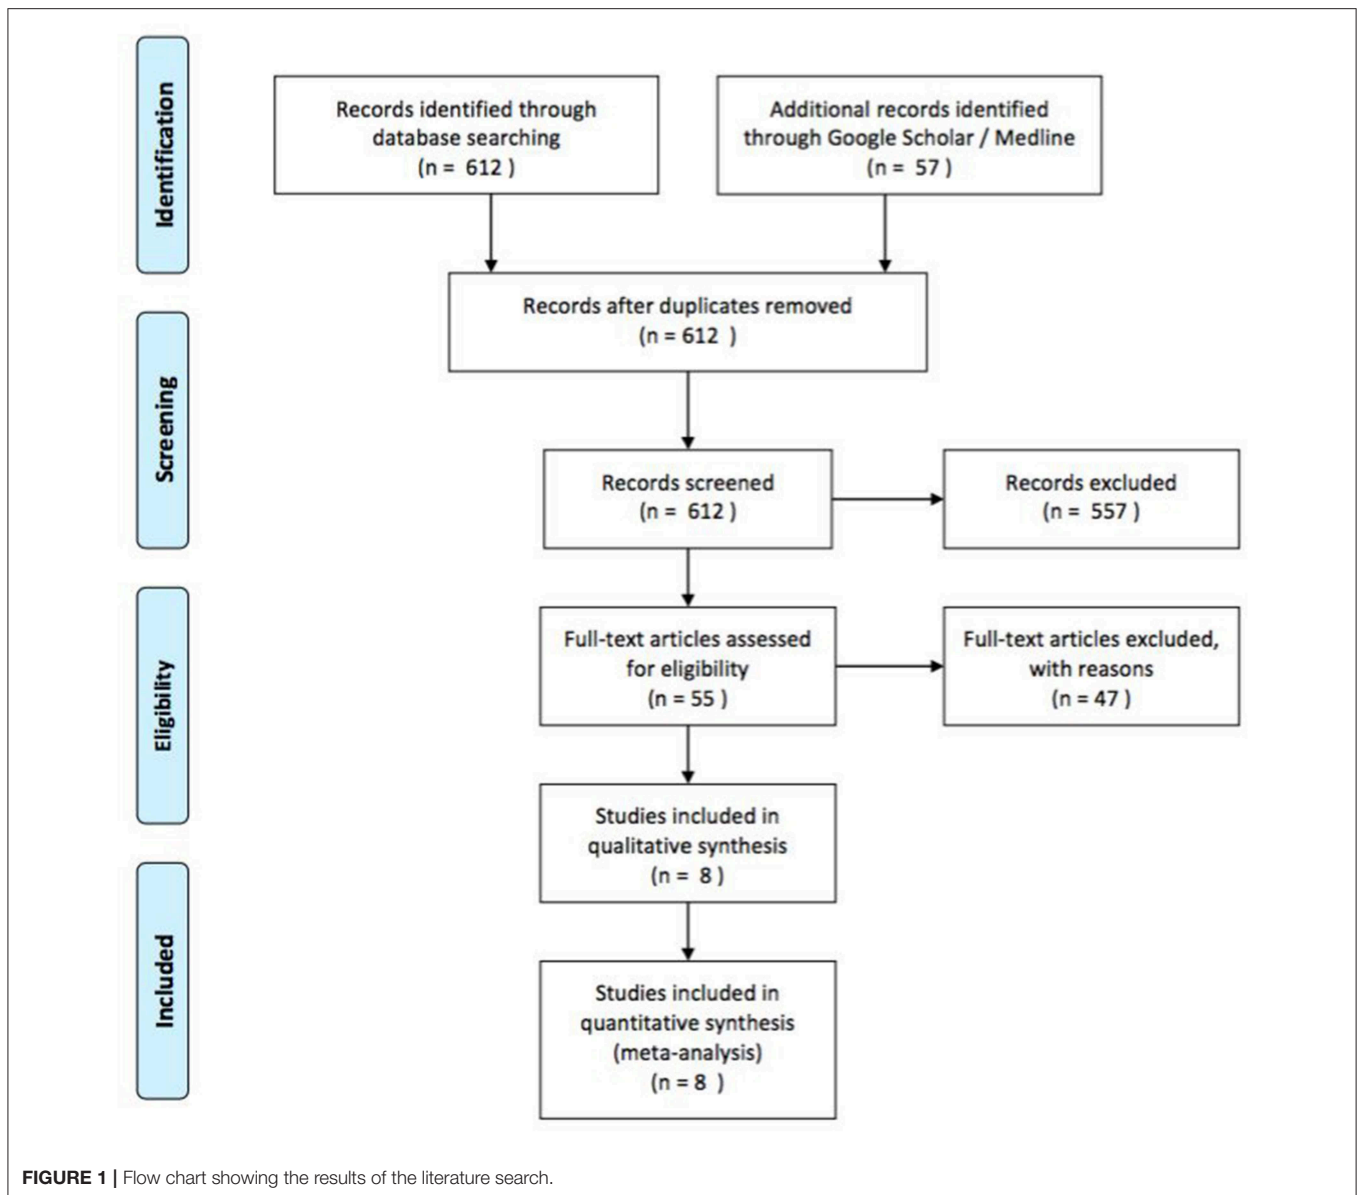 Identification
Records identified through
database searching
(n = 612 )
Additional records identified
through Google Scholar / Medline
(n = 57 )
Records after duplicates removed
(n = 612 )
Screening
Records screened
(n = 612 )
Records excluded
(n = 557 )
Eligibility
Full-text articles assessed
for eligibility
(n = 55 )
Full-text articles excluded,
with reasons
(n = 47 )
Studies included in
qualitative synthesis
(n = 8 )
Included
Studies included in
quantitative synthesis
(meta-analysis)
(n = 8 )
FIGURE 1 | Flow chart showing the results of the literature search.